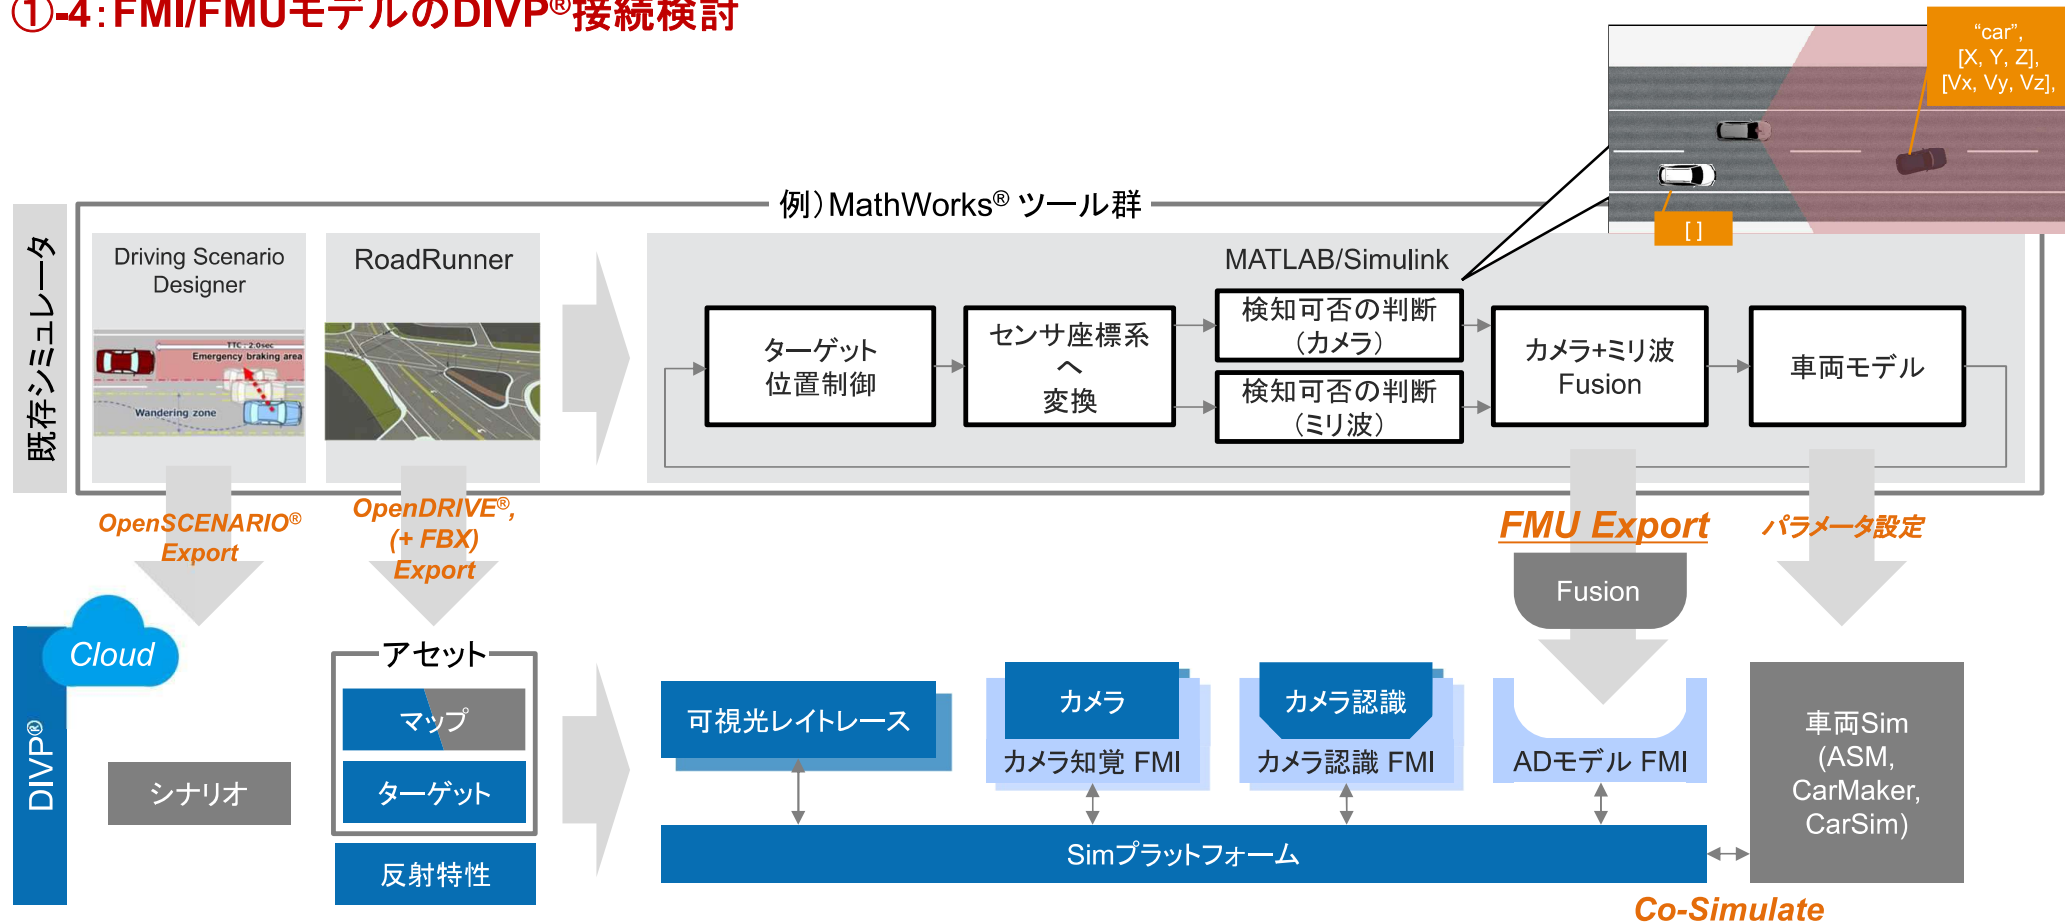 ①-4：FMI/FMUモデルのDIVP®接続検討
“car”,
[X, Y, Z],
[Vx, Vy, Vz],
[ ]
例）MathWorks® ツール群
既存シミュレータ
Driving Scenario
Designer
TTC : 2.0sec
Emergency braking area
Wandering zone
RoadRunner
MATLAB/Simulink
ターゲット
位置制御
センサ座標系
へ
変換
検知可否の判断
（カメラ）
検知可否の判断
（ミリ波）
カメラ+ミリ波
Fusion
車両モデル
OpenSCENARIO®
Export
OpenDRIVE®,
(+ FBX)
Export
FMU Export
パラメータ設定
Fusion
Cloud
DIVP®
シナリオ
アセット
マップ
ターゲット
反射特性
可視光レイトレース
カメラ
カメラ知覚 FMI
カメラ認識
カメラ認識 FMI
ADモデル FMI
車両Sim
(ASM,
CarMaker,
CarSim)
Simプラットフォーム
Co-Simulate